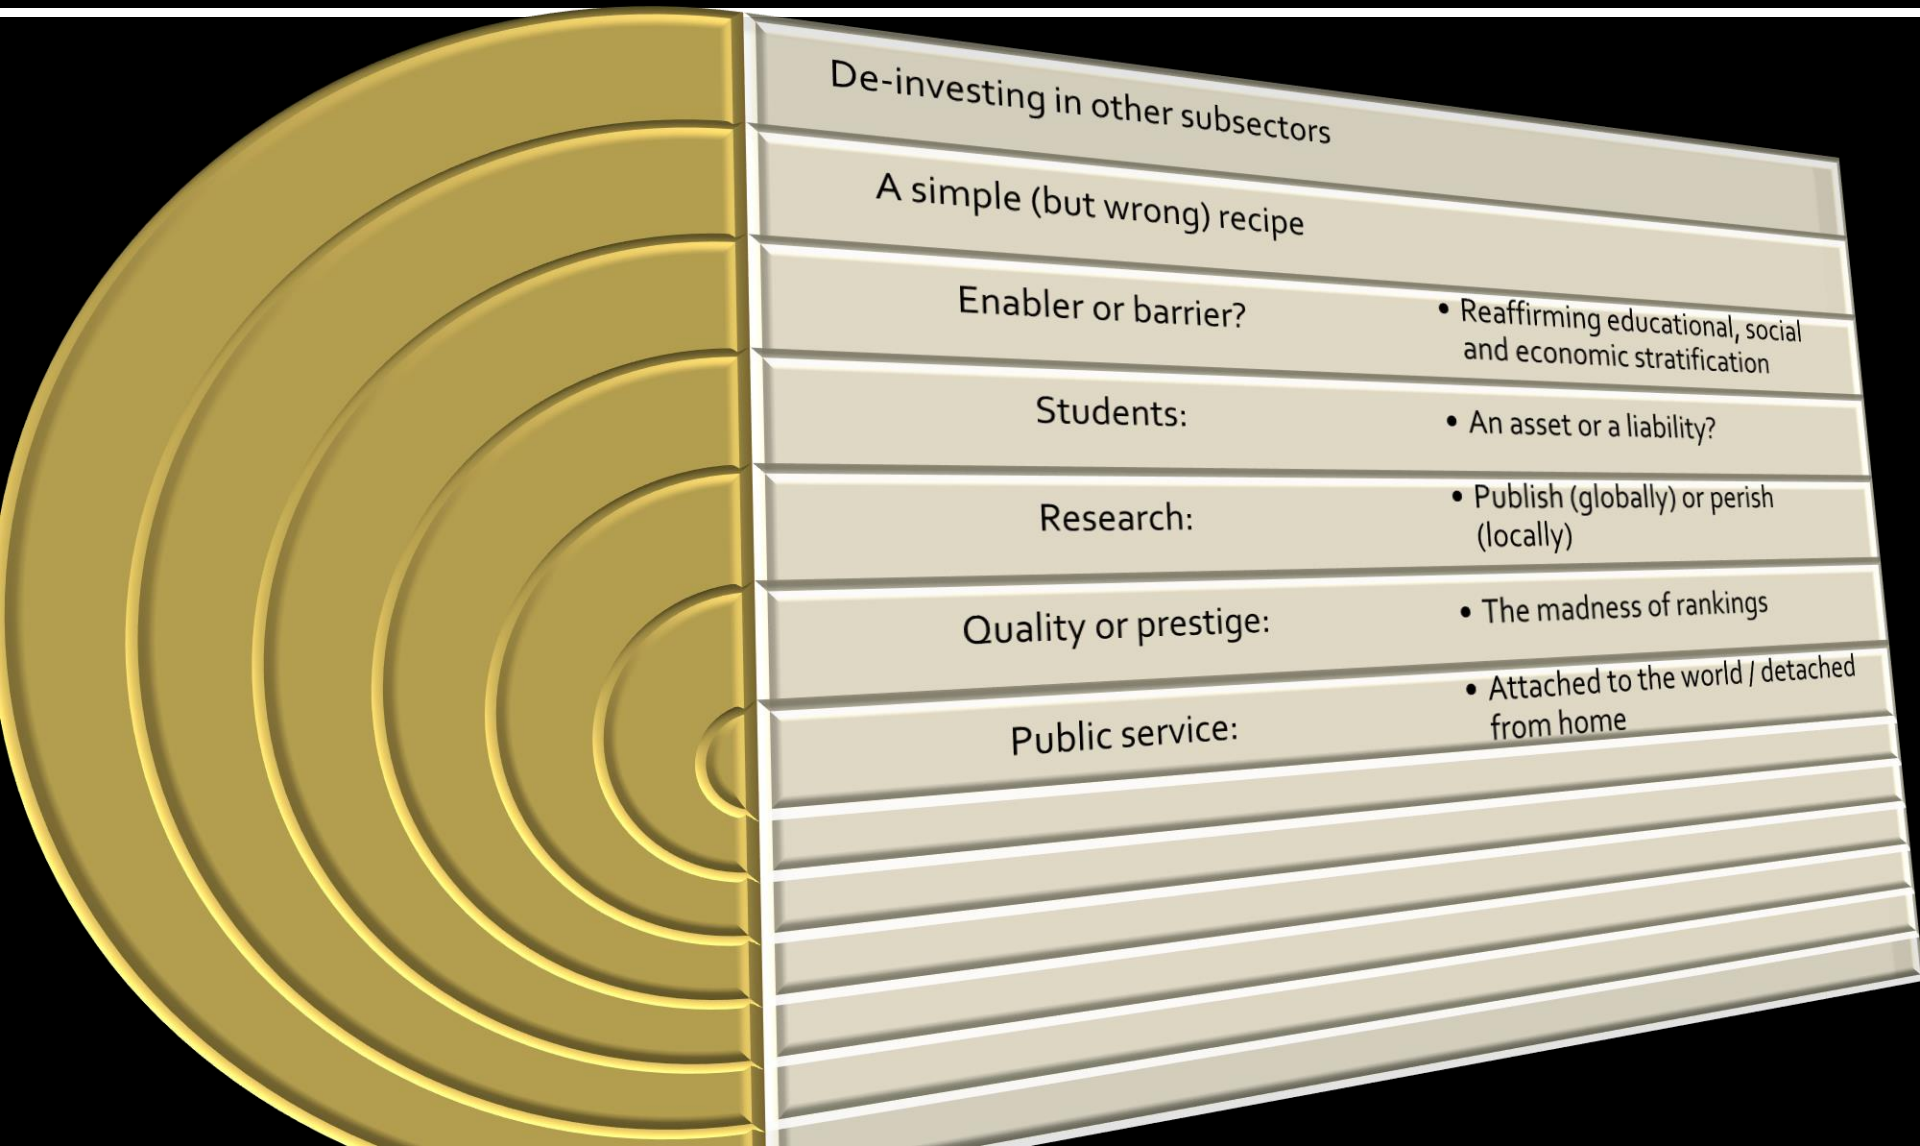 De-investing in other subsectors
A simple (but wrong) recipe
Enabler or barrier?
• Reaffirming educational, social
and economic stratification
Students:
• An asset or a liability?
Research:
• Publish (globally) or perish
(locally)
Quality or prestige:
• The madness of rankings
Public service:
• Attached to the world / detached
from home